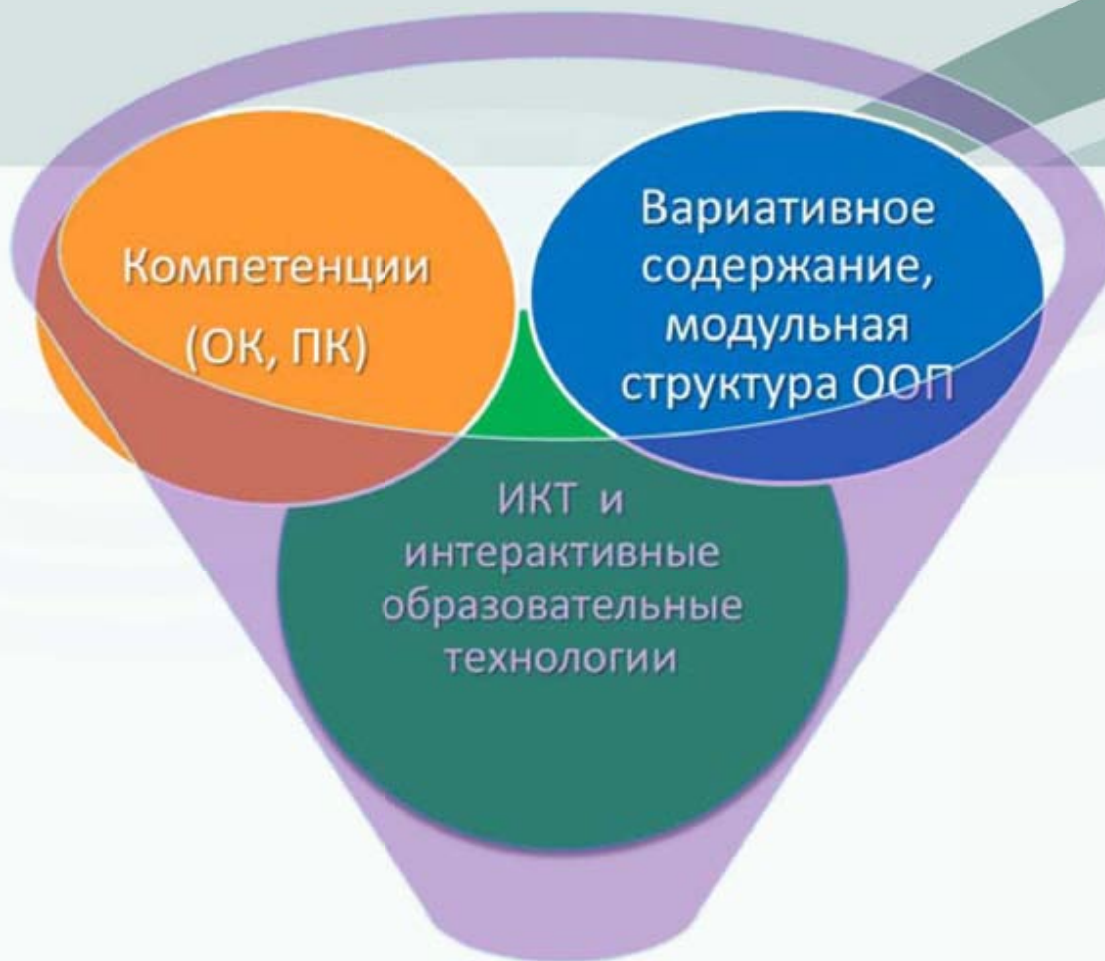 Компетенции
(ОК, ПК)
Вариативное
содержание,
модульная
структура ООП
ИКТ и
интерактивные
образовательные
технологии